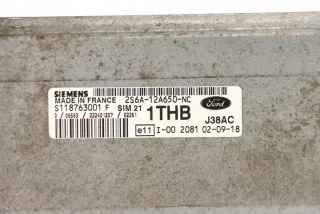 SIEMENS
MADE IN FRANCE 2S6A-12A650-NC
S118763001 F SIM 21
1THB
Ford
J38AC
e11 I-00 2081 02-09-18